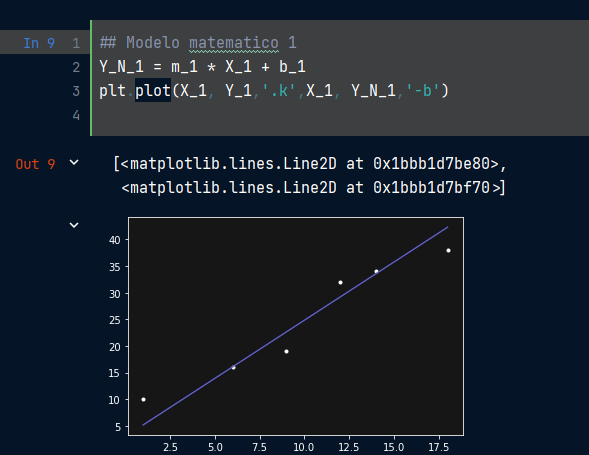 In 9 1 ## Modelo matematico 1
2 Y_N_1 = m_1 * X_1 + b_1
3 plt.plot(X_1, Y_1,'.k',X_1, Y_N_1,'-b')
4
Out 9 [<matplotlib.lines.Line2D at 0x1bbb1d7be80>,
<matplotlib.lines.Line2D at 0x1bbb1d7bf70>]
40
35
30
25
20
15
10
5
2.5 5.0 7.5 10.0 12.5 15.0 17.5